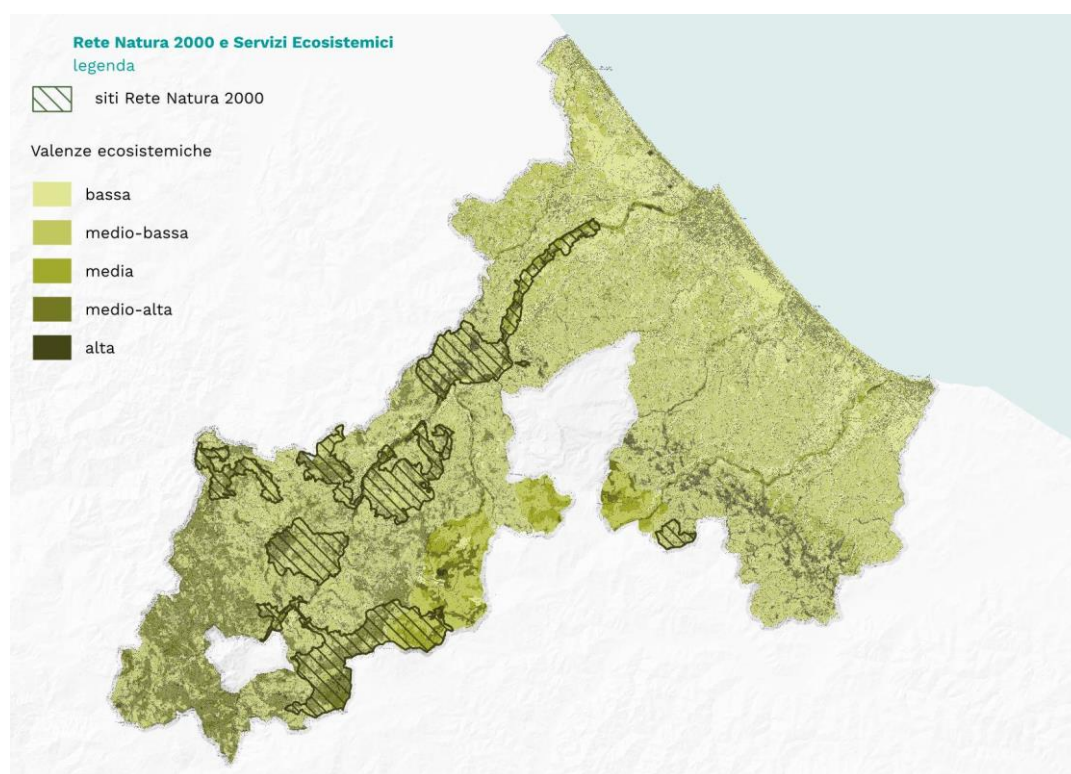 Rete Natura 2000 e Servizi Ecosistemici
legenda
siti Rete Natura 2000
Valenze ecosistemiche
bassa
medio-bassa
media
medio-alta
alta